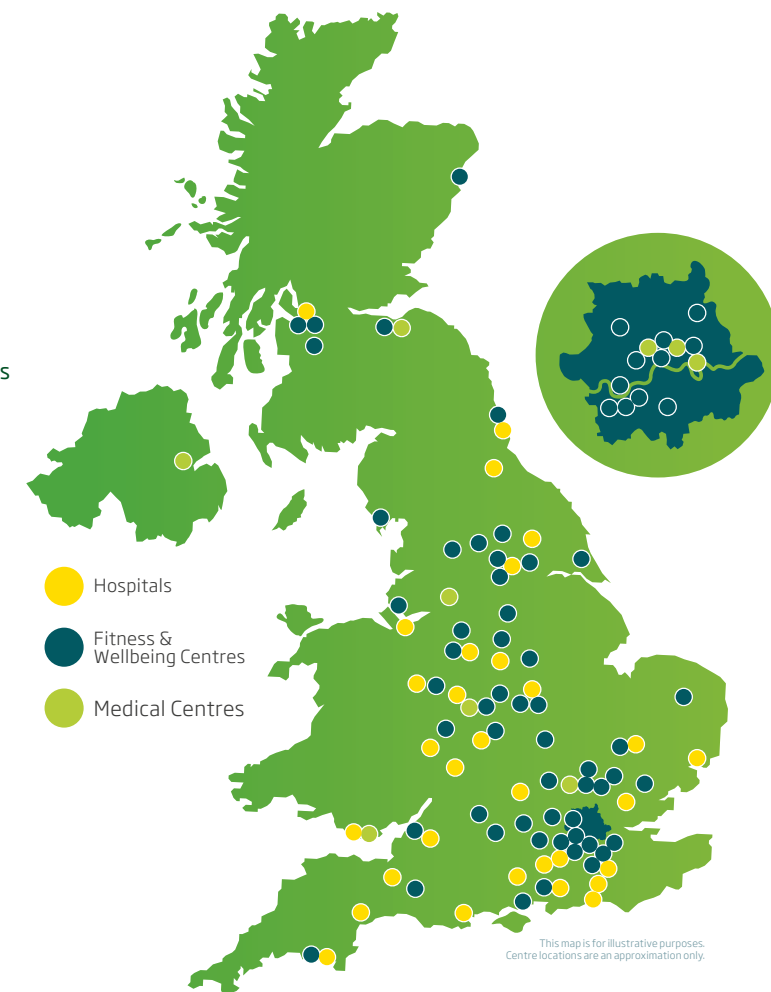 s
Hospitals
Fitness &
Wellbeing Centres
Medical Centres
This map is for illustrative purposes.
Centre locations are an approximation only.